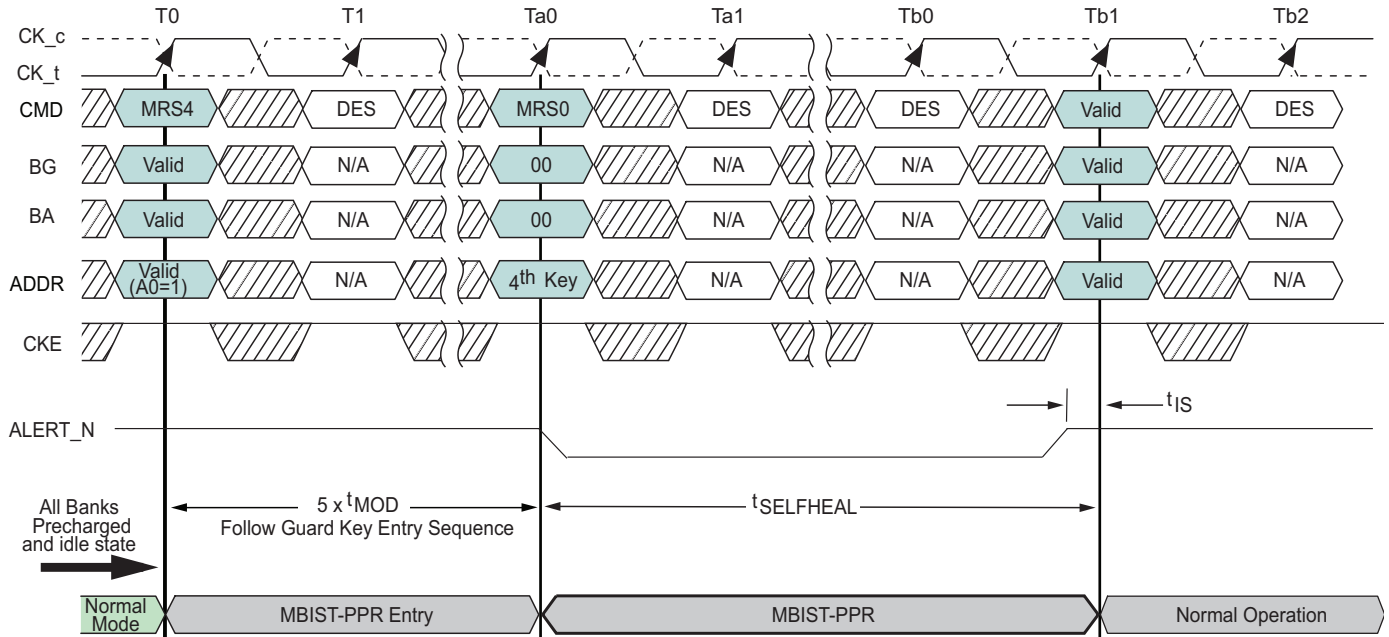 T0 T1 Ta0 Ta1 Tb0 Tb1 Tb2
CK_c
CK_t
CMD MRS4 DES MRS0 DES DES Valid DES
BG Valid N/A 00 N/A N/A Valid N/A
BA Valid N/A 00 N/A N/A Valid N/A
ADDR Valid (A0=1) N/A 4th Key N/A N/A Valid N/A
CKE
tIS
ALERT_N
All Banks
Precharged
and idle state
5 x tMOD
Follow Guard Key Entry Sequence
tSELFHEAL
Normal
Mode
MBIST-PPR Entry MBIST-PPR Normal Operation